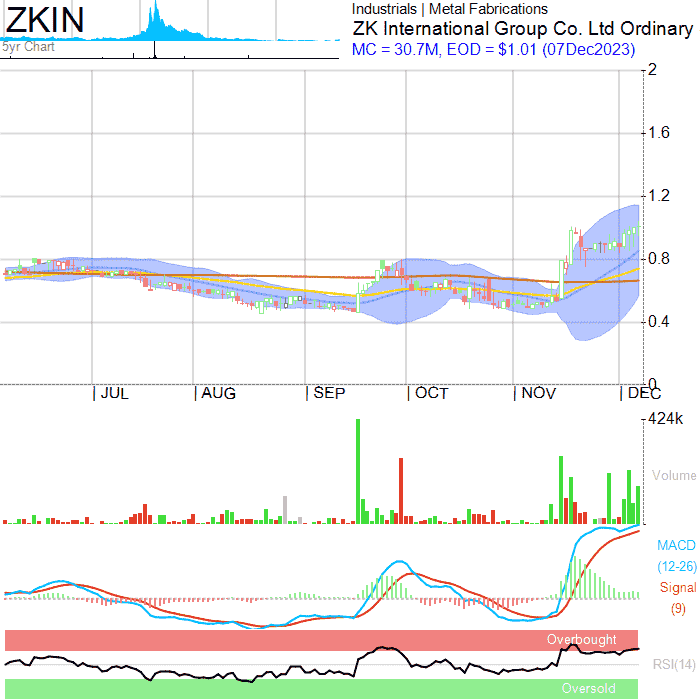 ZKIN
5yr Chart
Industrials | Metal Fabrications
ZK International Group Co. Ltd Ordinary
MC = 30.7M, EOD = $1.01 (07Dec2023)
2
1.6
1.2
0.8
0.4
0
JUL AUG SEP OCT NOV DEC
424k
Volume
MACD
(12-26)
Signal
(9)
Overbought
RSI(14)
Oversold